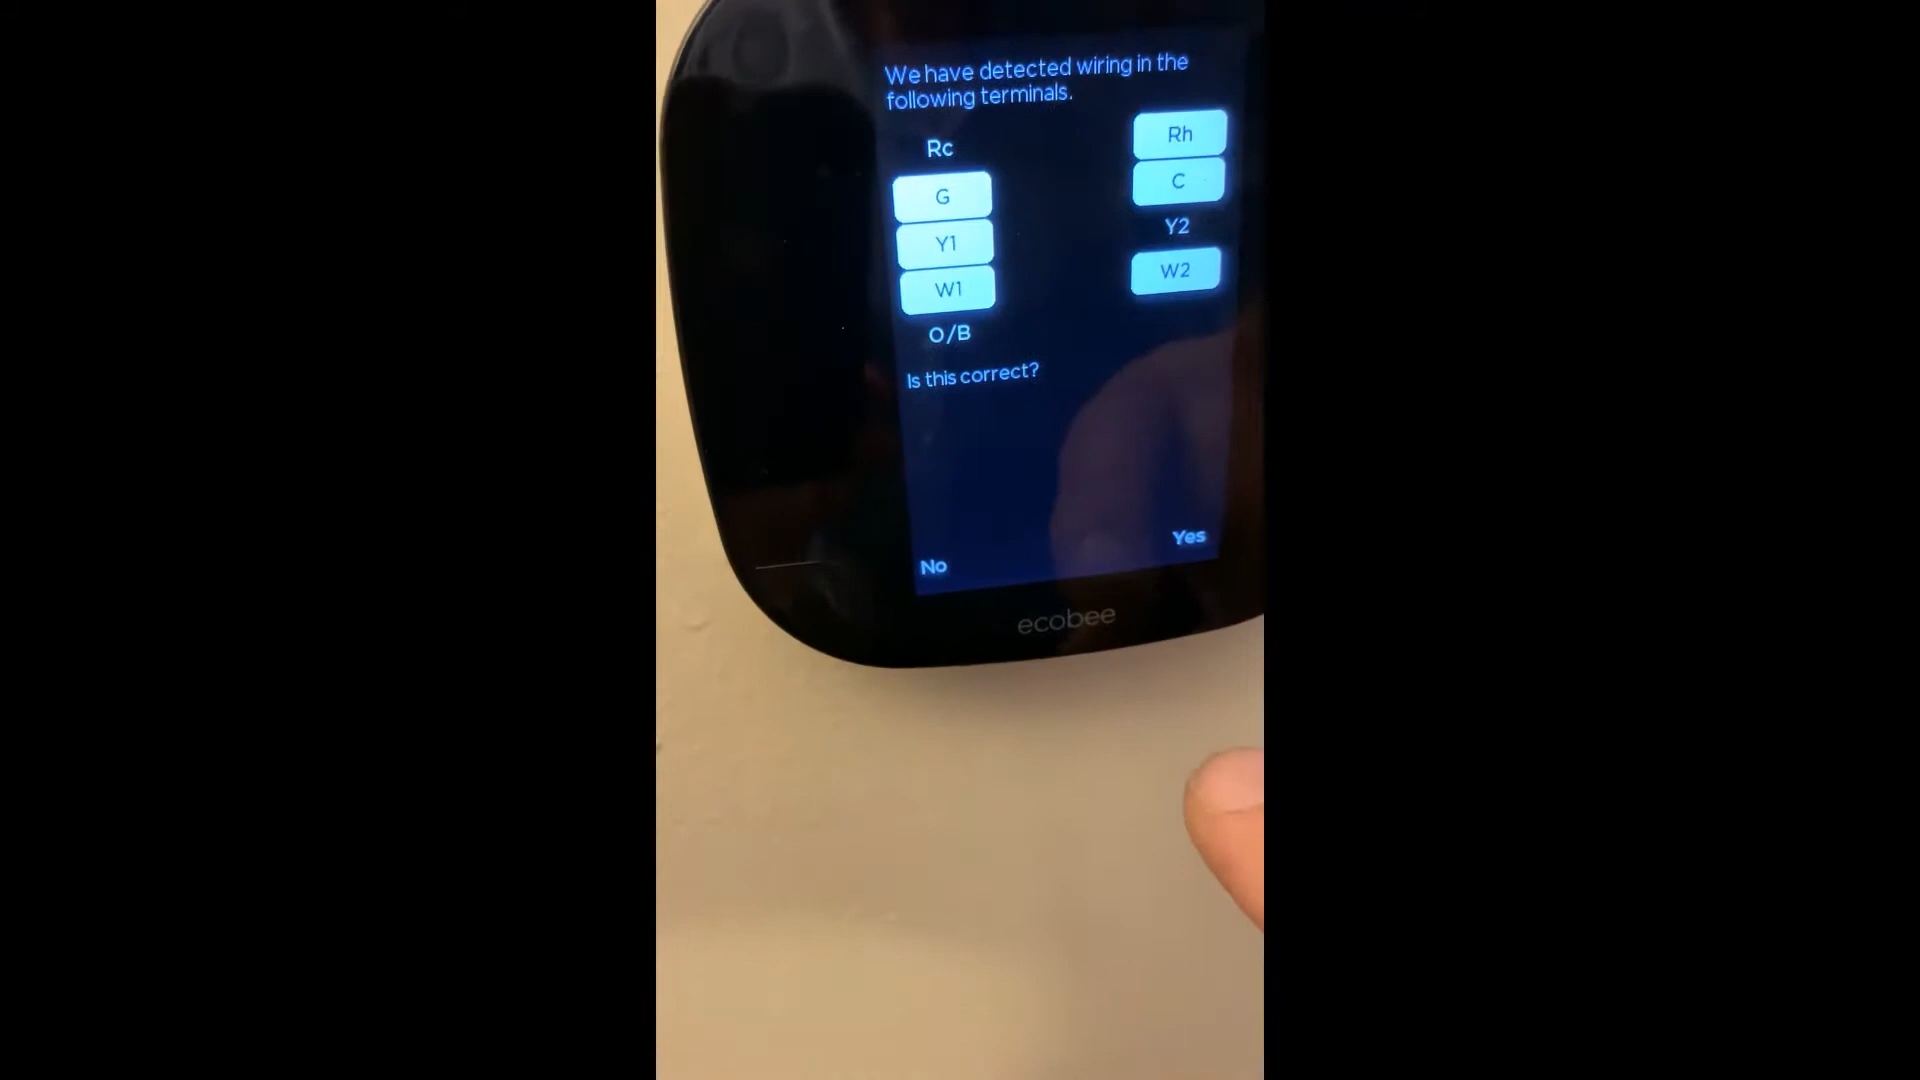 We have detected wiring in the
following terminals.
Rc
Rh
G
C
Y1
Y2
W1
W2
O/B
Is this correct?
No
Yes
ecobee